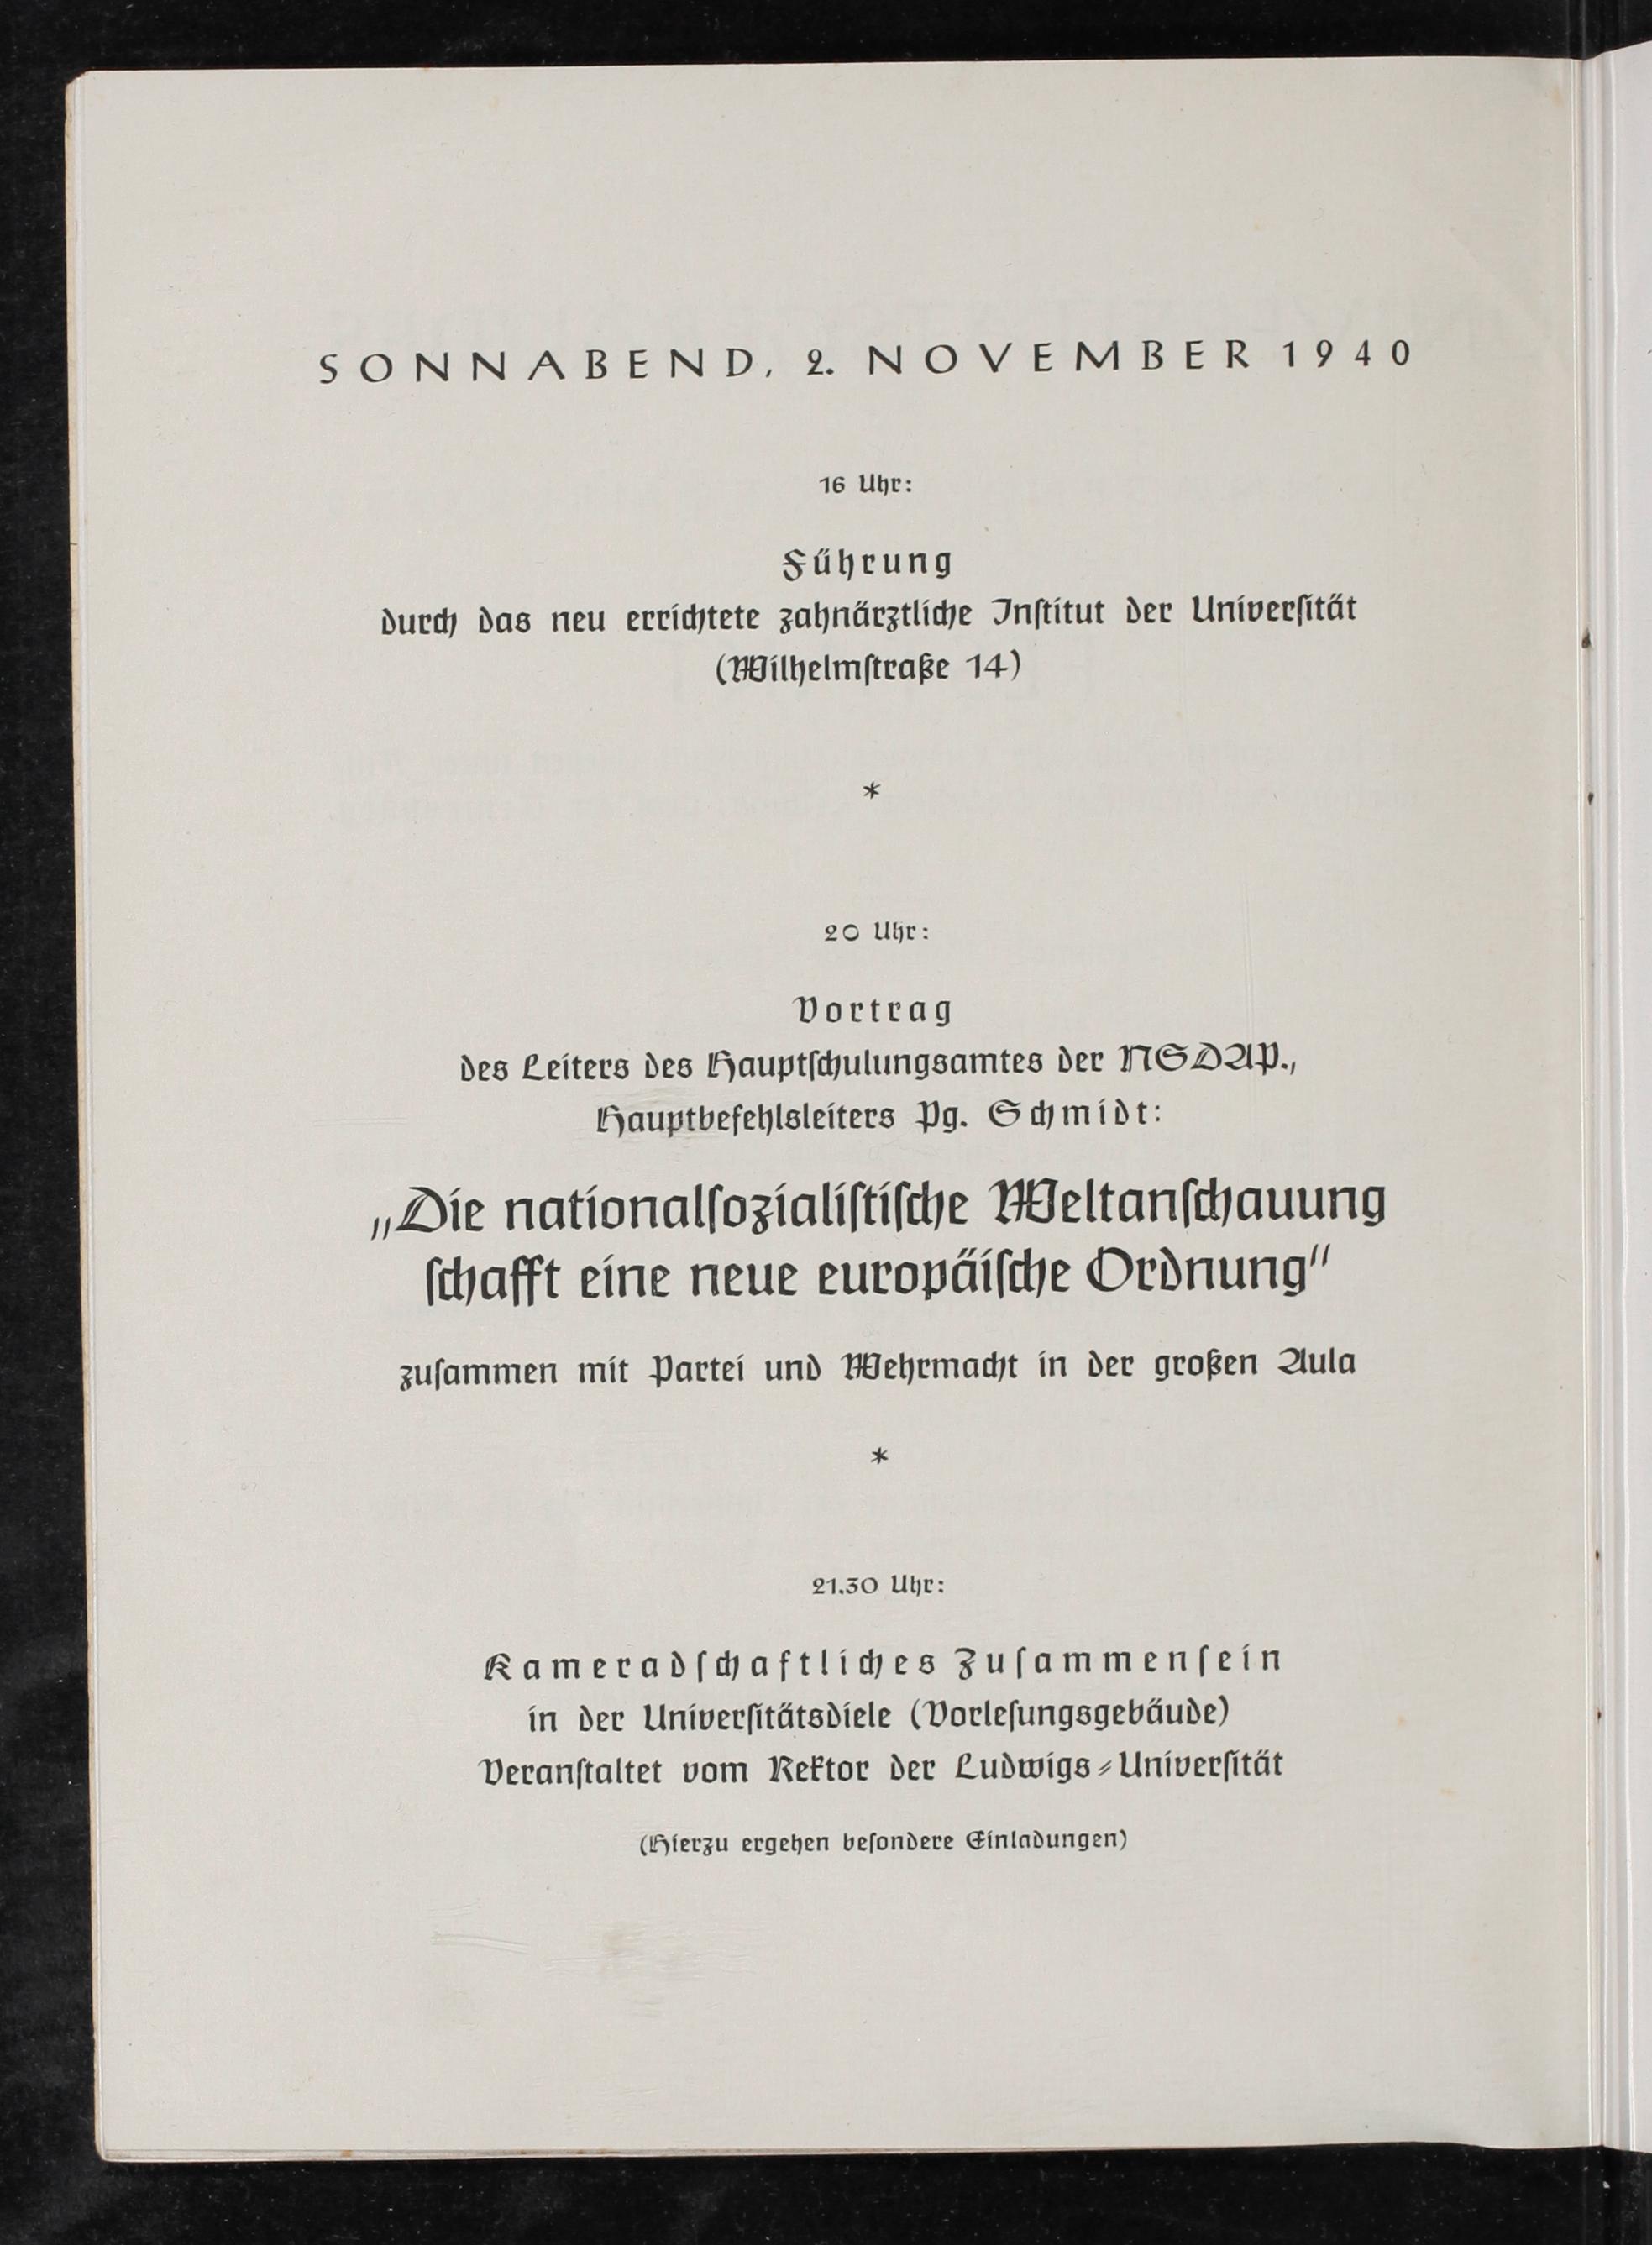 SONNABEND, 2. NOVEMBER 1940
16 Uhr:
Führung
durch das neu errichtete zahnärztliche Inſtitut der Univerſität
(Wilhelmſtraße 14)
*
20 Uhr:
Vortrag
des Leiters des Hauptſchulungsamtes der NSDAP.,
Hauptbefehlsleiters Pg. Schmidt:
„Die nationalſozialiſtiſche Weltanſchauung
ſchafft eine neue europäiſche Ordnung“
zuſammen mit Partei und Wehrmacht in der großen Aula
*
21.30 Uhr:
Kameradſchaftliches Zuſammenſein
in der Univerſitätsdiele (Vorleſungsgebäude)
Veranſtaltet vom Rektor der Ludwigs⸗Univerſität
(Hierzu ergehen beſondere Einladungen)